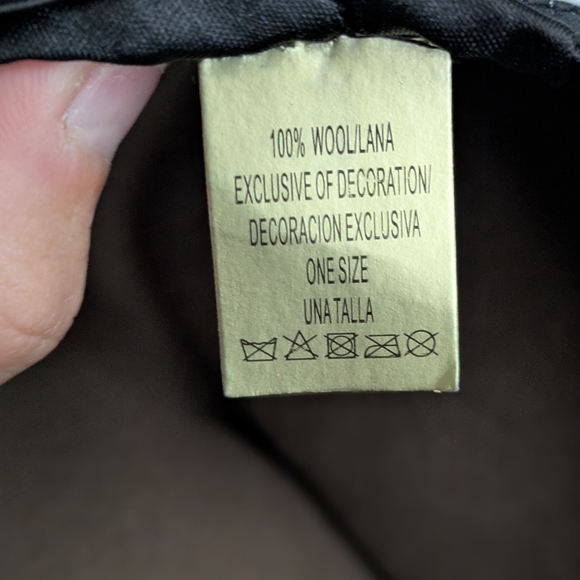 100% WOOL/LANA
EXCLUSIVE OF DECORATION/
DECORACION EXCLUSIVA
ONE SIZE
UNA TALLA